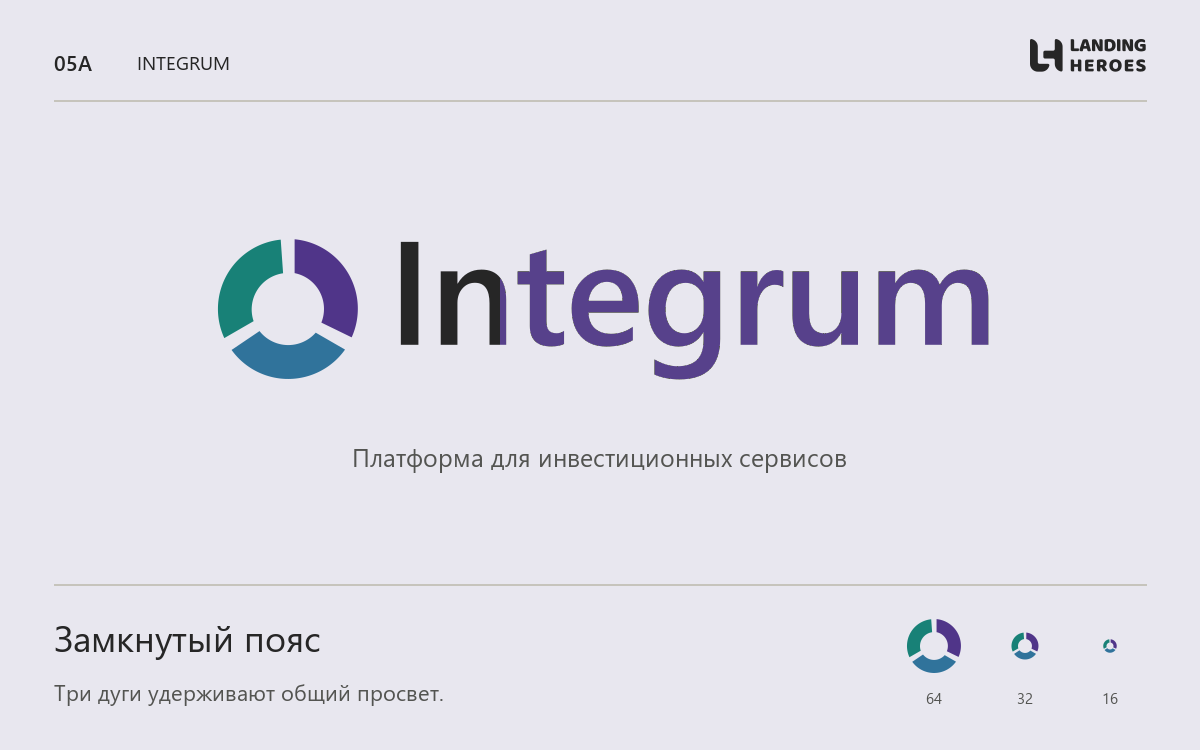 05A INTEGRUM
LANDING
HEROES
Integrum
Платформа для инвестиционных сервисов
Замкнутый пояс
Три дуги удерживают общий просвет.
64 32 16